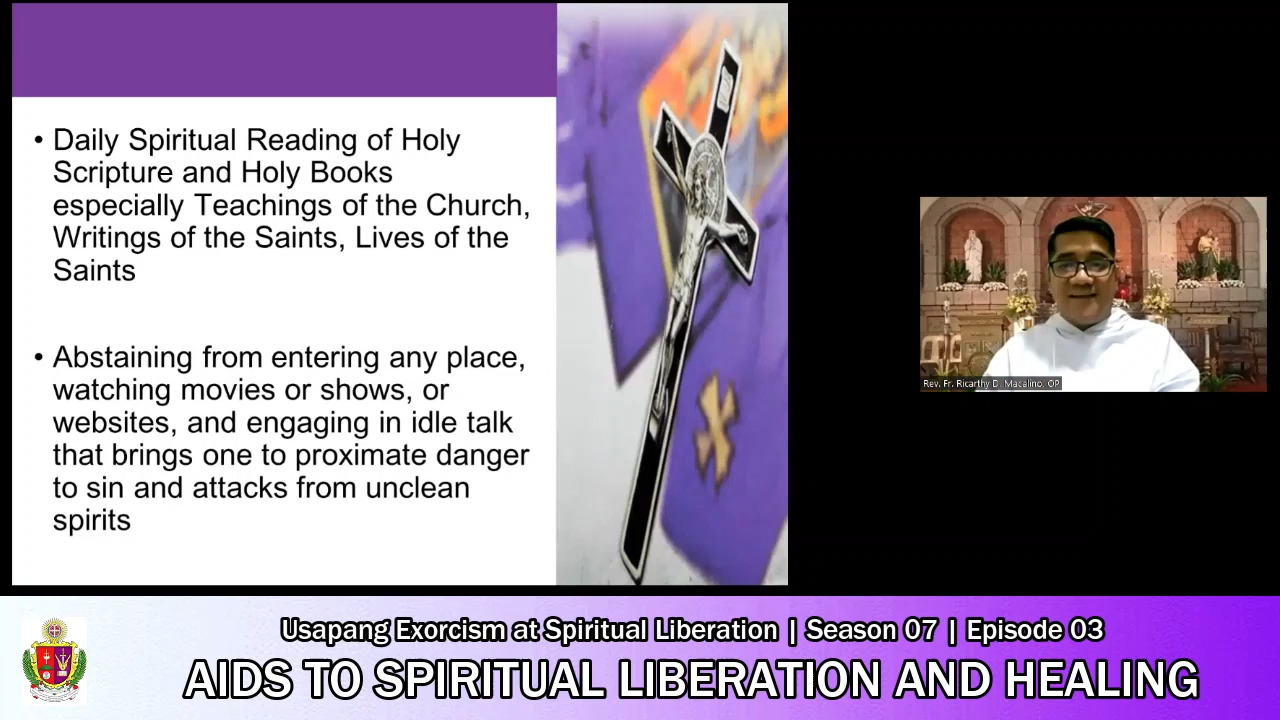 • Daily Spiritual Reading of Holy
Scripture and Holy Books
especially Teachings of the Church,
Writings of the Saints, Lives of the
Saints
• Abstaining from entering any place,
watching movies or shows, or
websites, and engaging in idle talk
that brings one to proximate danger
to sin and attacks from unclean
spirits
Rev. Fr. Ricarthy D. Macalino, OP
Usapang Exorcism at Spiritual Liberation | Season 07 | Episode 03
AIDS TO SPIRITUAL LIBERATION AND HEALING